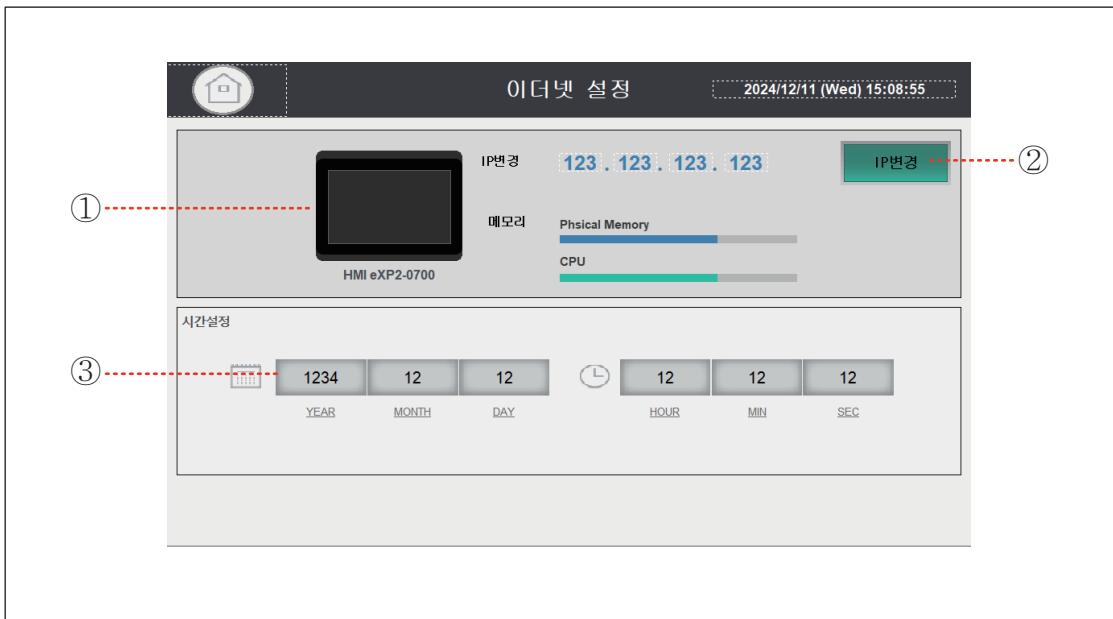 이더넷 설정
2024/12/11 (Wed) 15:08:55
IP변경
123 . 123 . 123 . 123
IP변경
②
①
메모리
Phsical Memory
CPU
HMI eXP2-0700
시간설정
③
1234 12 12 12 12 12
YEAR MONTH DAY HOUR MIN SEC